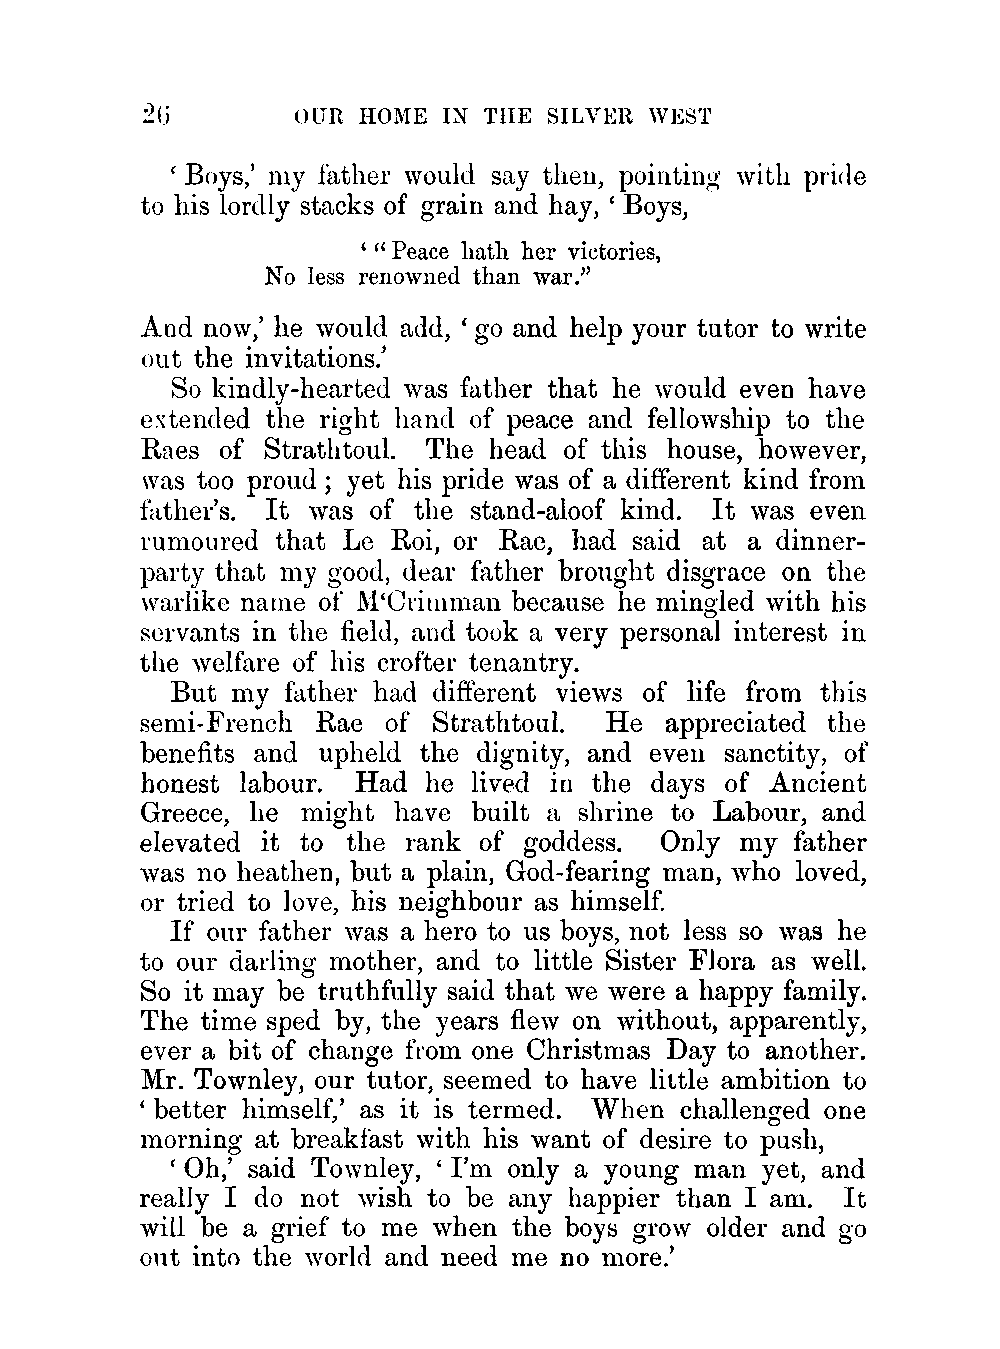 26 OUR HOME IN THE SILVER WEST
‘ Boys,’ my father would say then, pointing with pride
to his lordly stacks of grain and hay, ‘ Boys,
‘ “ Peace hath her victories,
No less renowned than war.”
And now,’ he would add, ‘ go and help your tutor to write
out the invitations.’
So kindly-hearted was father that he would even have
extended the right hand of peace and fellowship to the
Raes of Strathtoul. The head of this house, however,
was too proud ; yet his pride was of a different kind from
father’s. It was of the stand-aloof kind. It was even
rumoured that Le Roi, or Rae, had said at a dinner-
party that my good, dear father brought disgrace on the
warlike name of M‘Crimman because he mingled with his
servants in the field, and took a very personal interest in
the welfare of his crofter tenantry.
But my father had different views of life from this
semi-French Rae of Strathtoul. He appreciated the
benefits and upheld the dignity, and even sanctity, of
honest labour. Had he lived in the days of Ancient
Greece, he might have built a shrine to Labour, and
elevated it to the rank of goddess. Only my father
was no heathen, but a plain, God-fearing man, who loved,
or tried to love, his neighbour as himself.
If our father was a hero to us boys, not less so was he
to our darling mother, and to little Sister Flora as well.
So it may be truthfully said that we were a happy family.
The time sped by, the years flew on without, apparently,
ever a bit of change from one Christmas Day to another.
Mr. Townley, our tutor, seemed to have little ambition to
‘ better himself,’ as it is termed. When challenged one
morning at breakfast with his want of desire to push,
‘ Oh,’ said Townley, ‘ I’m only a young man yet, and
really I do not wish to be any happier than I am. It
will be a grief to me when the boys grow older and go
out into the world and need me no more.’